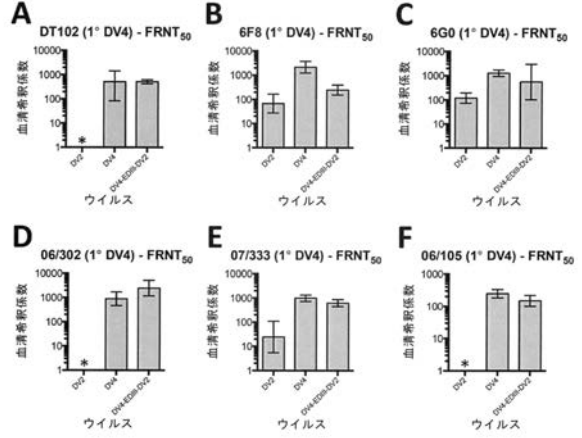 A
DT102 (1° DV4) - FRNT50
血清希釈係数
10000
1000
100
10
1
*
DV2
DV4
DV4-EDIII-DV2
ウイルス
B
6F8 (1° DV4) - FRNT50
血清希釈係数
10000
1000
100
10
1
DV2
DV4
DV4-EDIII-DV2
ウイルス
C
6G0 (1° DV4) - FRNT50
血清希釈係数
10000
1000
100
10
1
DV2
DV4
DV4-EDIII-DV2
ウイルス
D
06/302 (1° DV4) - FRNT50
血清希釈係数
10000
1000
100
10
1
*
DV2
DV4
DV4-EDIII-DV2
ウイルス
E
07/333 (1° DV4) - FRNT50
血清希釈係数
10000
1000
100
10
1
DV2
DV4
DV4-EDIII-DV2
ウイルス
F
06/105 (1° DV4) - FRNT50
血清希釈係数
1000
100
10
1
*
DV2
DV4
DV4-EDIII-DV2
ウイルス